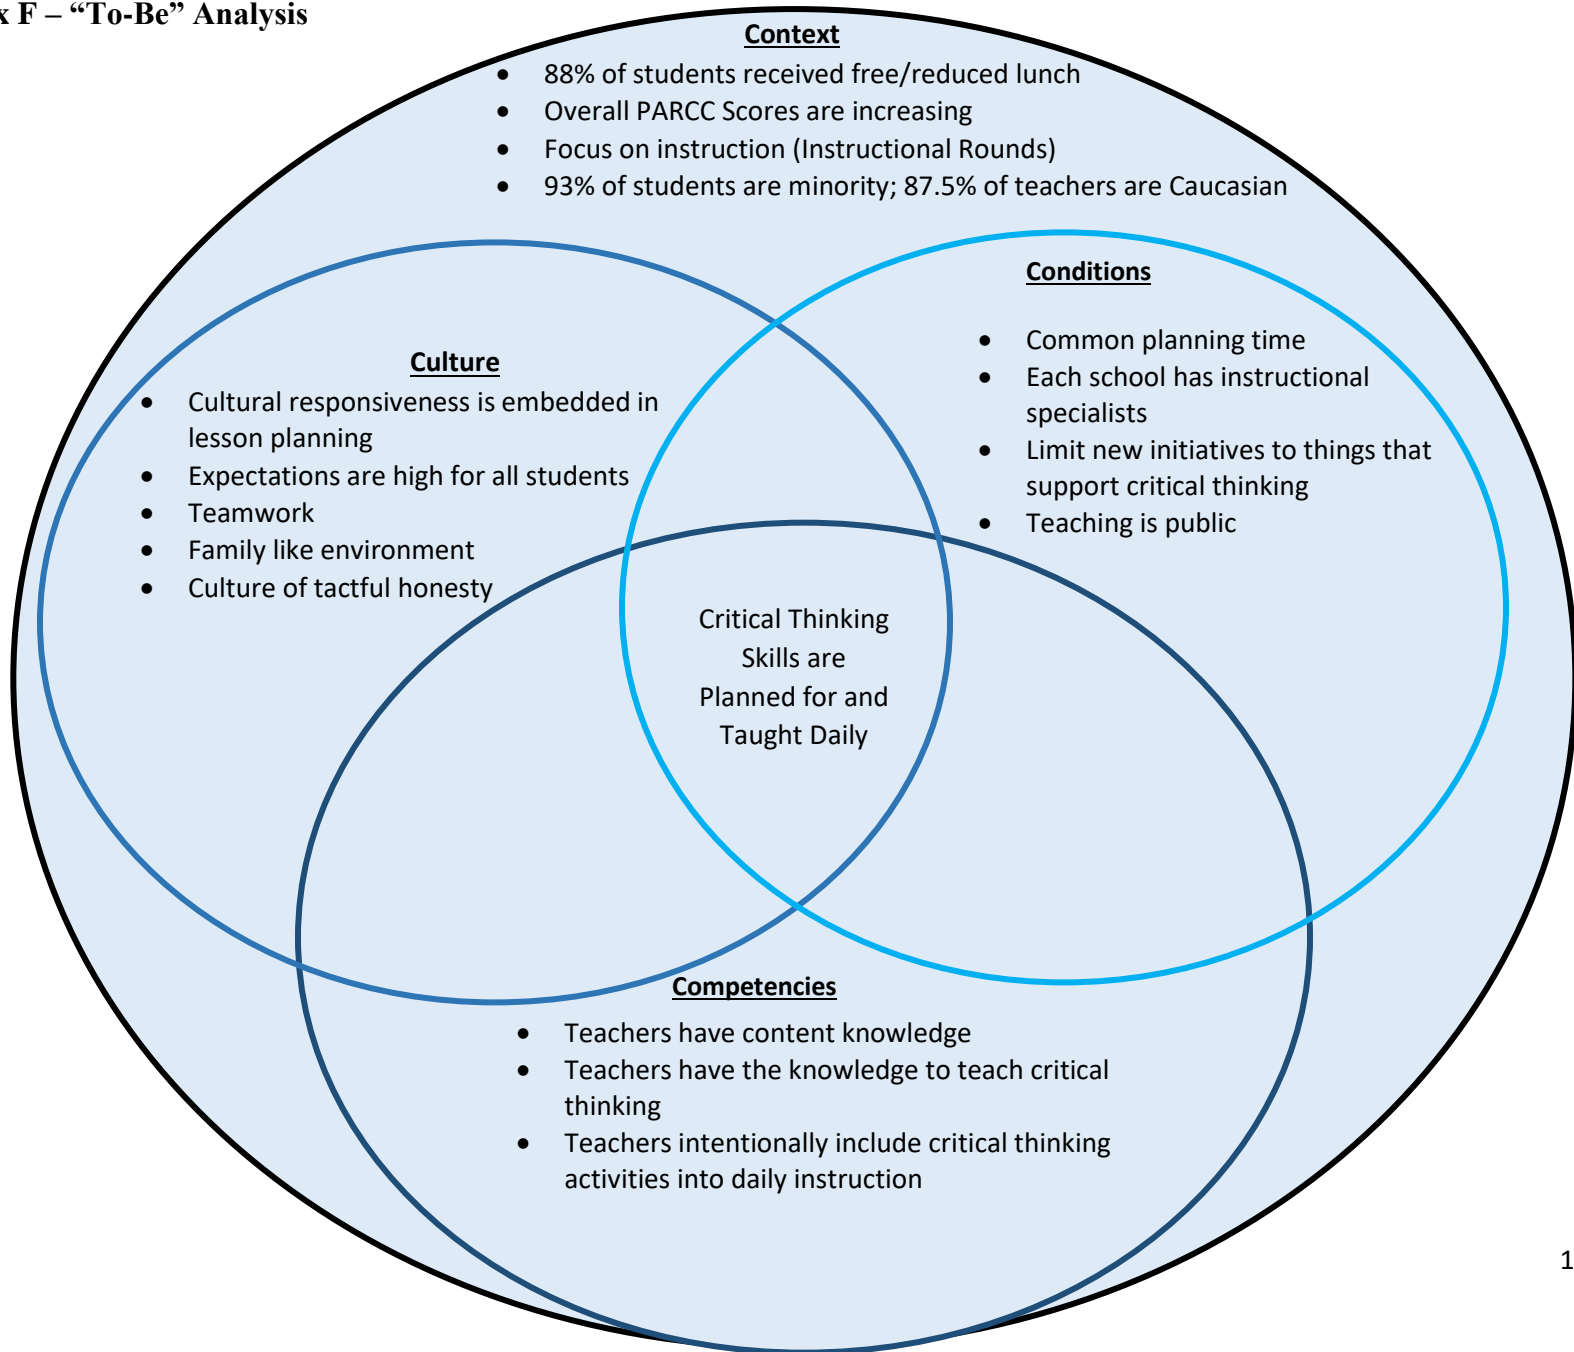 x F – “To-Be” Analysis
Context
• 88% of students received free/reduced lunch
• Overall PARCC Scores are increasing
• Focus on instruction (Instructional Rounds)
• 93% of students are minority; 87.5% of teachers are Caucasian
Culture
• Cultural responsiveness is embedded in
lesson planning
• Expectations are high for all students
• Teamwork
• Family like environment
• Culture of tactful honesty
Conditions
• Common planning time
• Each school has instructional
specialists
• Limit new initiatives to things that
support critical thinking
• Teaching is public
Critical Thinking
Skills are
Planned for and
Taught Daily
Competencies
• Teachers have content knowledge
• Teachers have the knowledge to teach critical
thinking
• Teachers intentionally include critical thinking
activities into daily instruction
1